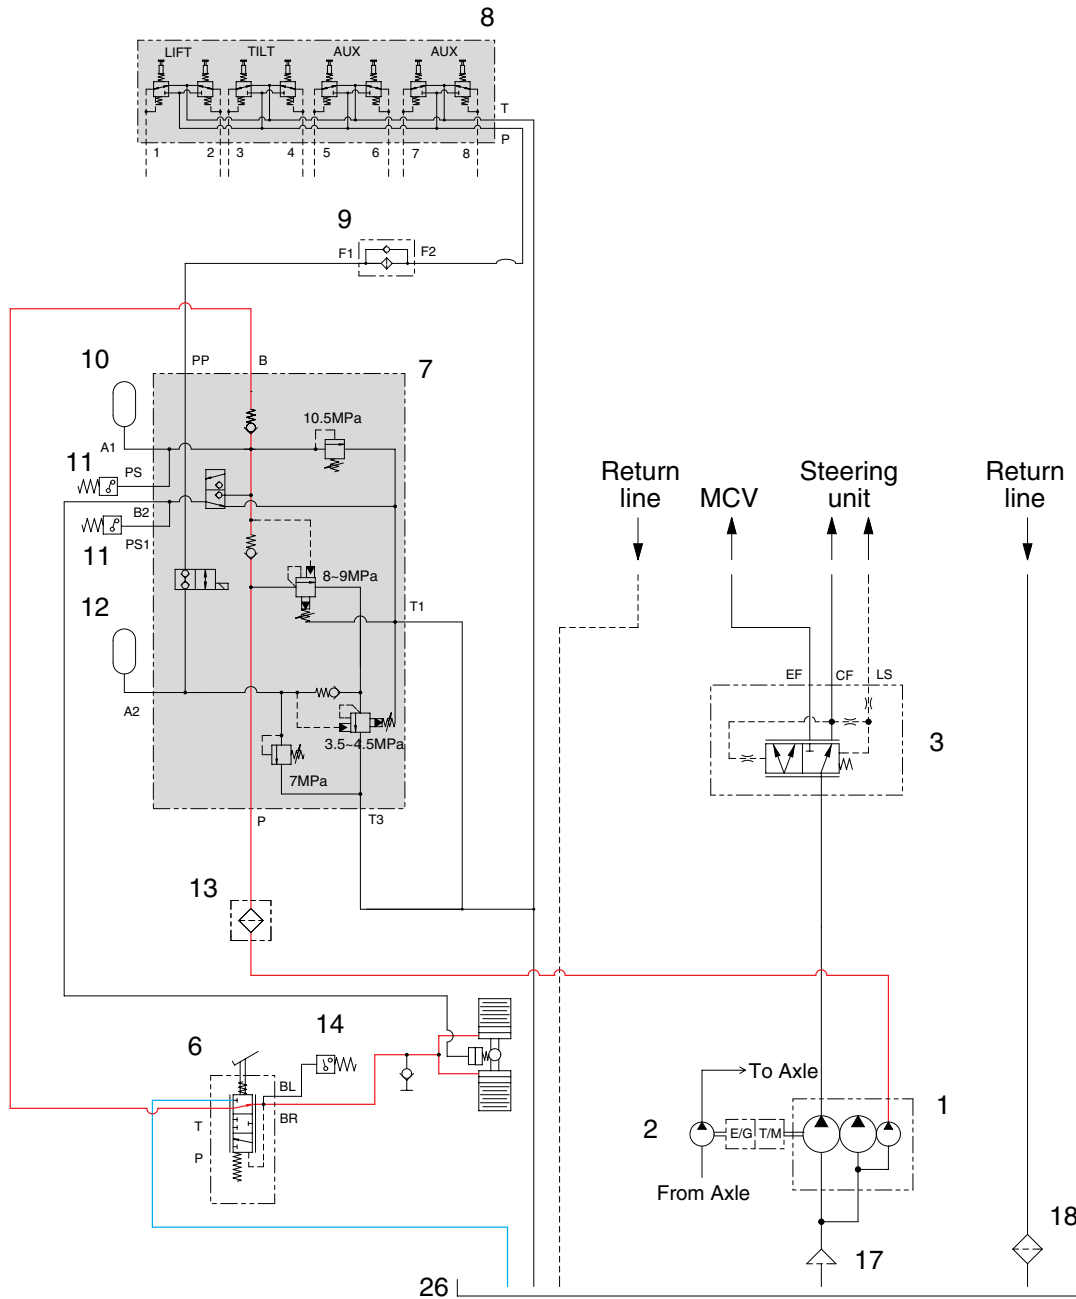 8
LIFT TILT AUX AUX
T
P
1 2 3 4 5 6 7 8
9
F1 F2
10 PP B 7
10.5MPa
A1
11 PS
B2
11 PS1
8~9MPa
12 T1
A2
3.5~4.5MPa
7MPa
P T3
13
Return line
MCV
Steering unit
Return line
EF CF LS
3
14
6
BL
BR
T
P
To Axle
1
2 E/G T/M
From Axle
17
18
26